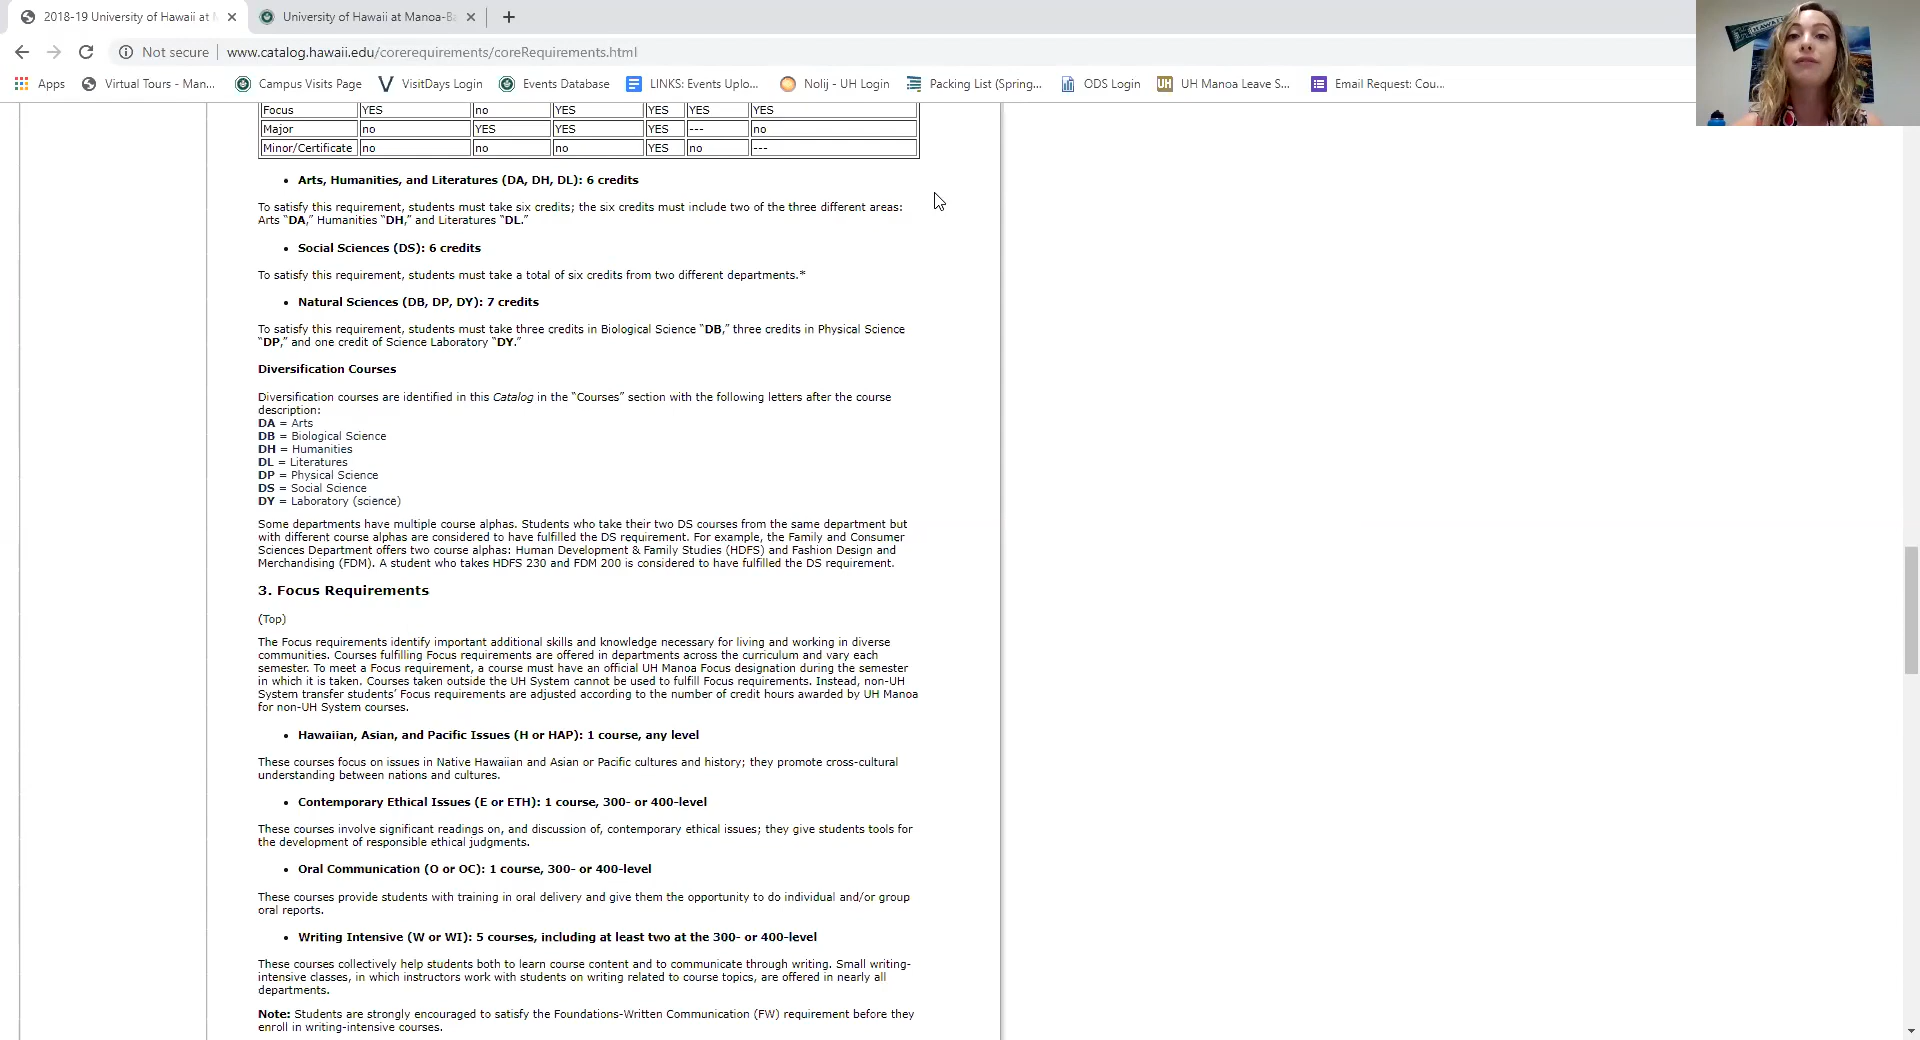 2018-19 University of Hawaii at M
University of Hawaii at Manoa-Ba
Not secure
www.catalog.hawaii.edu/corerequirements/coreRequirements.html
Apps
Virtual Tours - Man...
Campus Visits Page
VisitDays Login
Events Database
LINKS: Events Uplo...
Nolij - UH Login
Packing List (Spring...
ODS Login
UH Manoa Leave S...
Email Request: Cou...
Focus YES no YES YES YES YES
Major no YES YES YES --- no
Minor/Certificate no no no YES no ---
• Arts, Humanities, and Literatures (DA, DH, DL): 6 credits
To satisfy this requirement, students must take six credits; the six credits must include two of the three different areas:
Arts “DA,” Humanities “DH,” and Literatures “DL.”
• Social Sciences (DS): 6 credits
To satisfy this requirement, students must take a total of six credits from two different departments.*
• Natural Sciences (DB, DP, DY): 7 credits
To satisfy this requirement, students must take three credits in Biological Science “DB,” three credits in Physical Science
“DP,” and one credit of Science Laboratory “DY.”
Diversification Courses
Diversification courses are identified in this Catalog in the “Courses” section with the following letters after the course
description:
DA = Arts
DB = Biological Science
DH = Humanities
DL = Literatures
DP = Physical Science
DS = Social Science
DY = Laboratory (science)
Some departments have multiple course alphas. Students who take their two DS courses from the same department but
with different course alphas are considered to have fulfilled the DS requirement. For example, the Family and Consumer
Sciences Department offers two course alphas: Human Development & Family Studies (HDFS) and Fashion Design and
Merchandising (FDM). A student who takes HDFS 230 and FDM 200 is considered to have fulfilled the DS requirement.
3. Focus Requirements
(Top)
The Focus requirements identify important additional skills and knowledge necessary for living and working in diverse
communities. Courses fulfilling Focus requirements are offered in departments across the curriculum and vary each
semester. To meet a Focus requirement, a course must have an official UH Manoa Focus designation during the semester
in which it is taken. Courses taken outside the UH System cannot be used to fulfill Focus requirements. Instead, non-UH
System transfer students’ Focus requirements are adjusted according to the number of credit hours awarded by UH Manoa
for non-UH System courses.
• Hawaiian, Asian, and Pacific Issues (H or HAP): 1 course, any level
These courses focus on issues in Native Hawaiian and Asian or Pacific cultures and history; they promote cross-cultural
understanding between nations and cultures.
• Contemporary Ethical Issues (E or ETH): 1 course, 300- or 400-level
These courses involve significant readings on, and discussion of, contemporary ethical issues; they give students tools for
the development of responsible ethical judgments.
• Oral Communication (O or OC): 1 course, 300- or 400-level
These courses provide students with training in oral delivery and give them the opportunity to do individual and/or group
oral reports.
• Writing Intensive (W or WI): 5 courses, including at least two at the 300- or 400-level
These courses collectively help students both to learn course content and to communicate through writing. Small writing-
intensive classes, in which instructors work with students on writing related to course topics, are offered in nearly all
departments.
Note: Students are strongly encouraged to satisfy the Foundations-Written Communication (FW) requirement before they
enroll in writing-intensive courses.